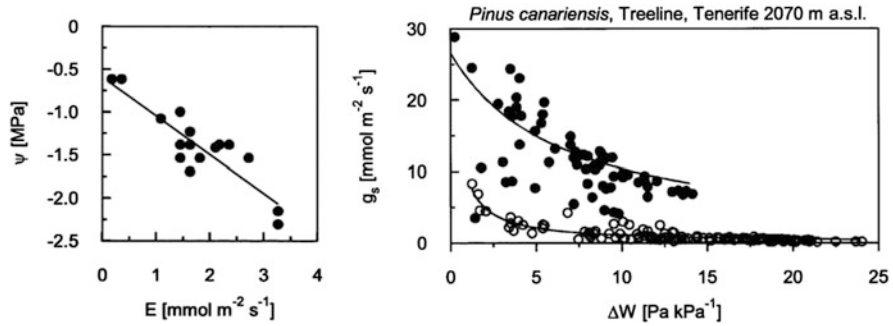 Pinus canariensis, Treeline, Tenerife 2070 m a.s.l.
0
-0.5
-1.0
-1.5
-2.0
-2.5
ψ [MPa]
0 1 2 3 4
E [mmol m⁻² s⁻¹]
30
20
10
0
gₛ [mmol m⁻² s⁻¹]
0 5 10 15 20 25
ΔW [Pa kPa⁻¹]